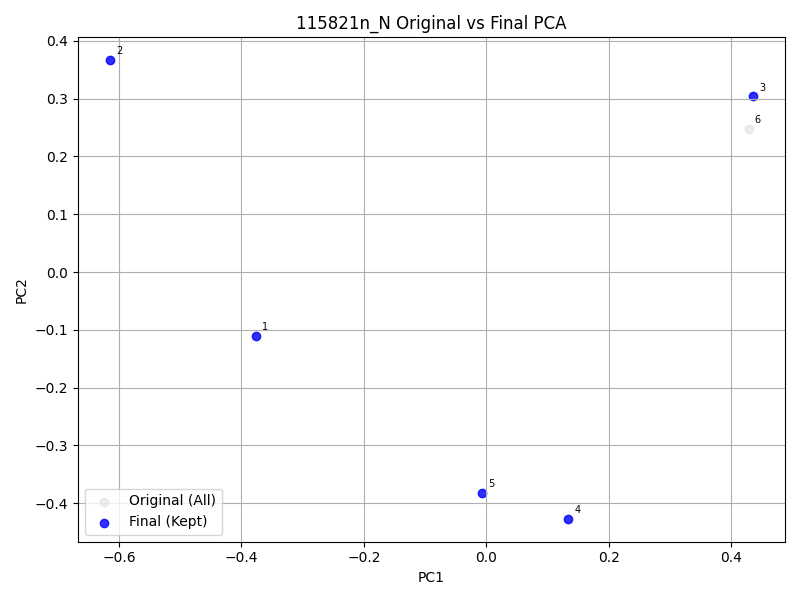 115821n_N Original vs Final PCA
0.4
0.3
0.2
0.1
0.0
−0.1
−0.2
−0.3
−0.4
PC2
2
3
6
1
5
4
Original (All)
Final (Kept)
−0.6 −0.4 −0.2 0.0 0.2 0.4
PC1